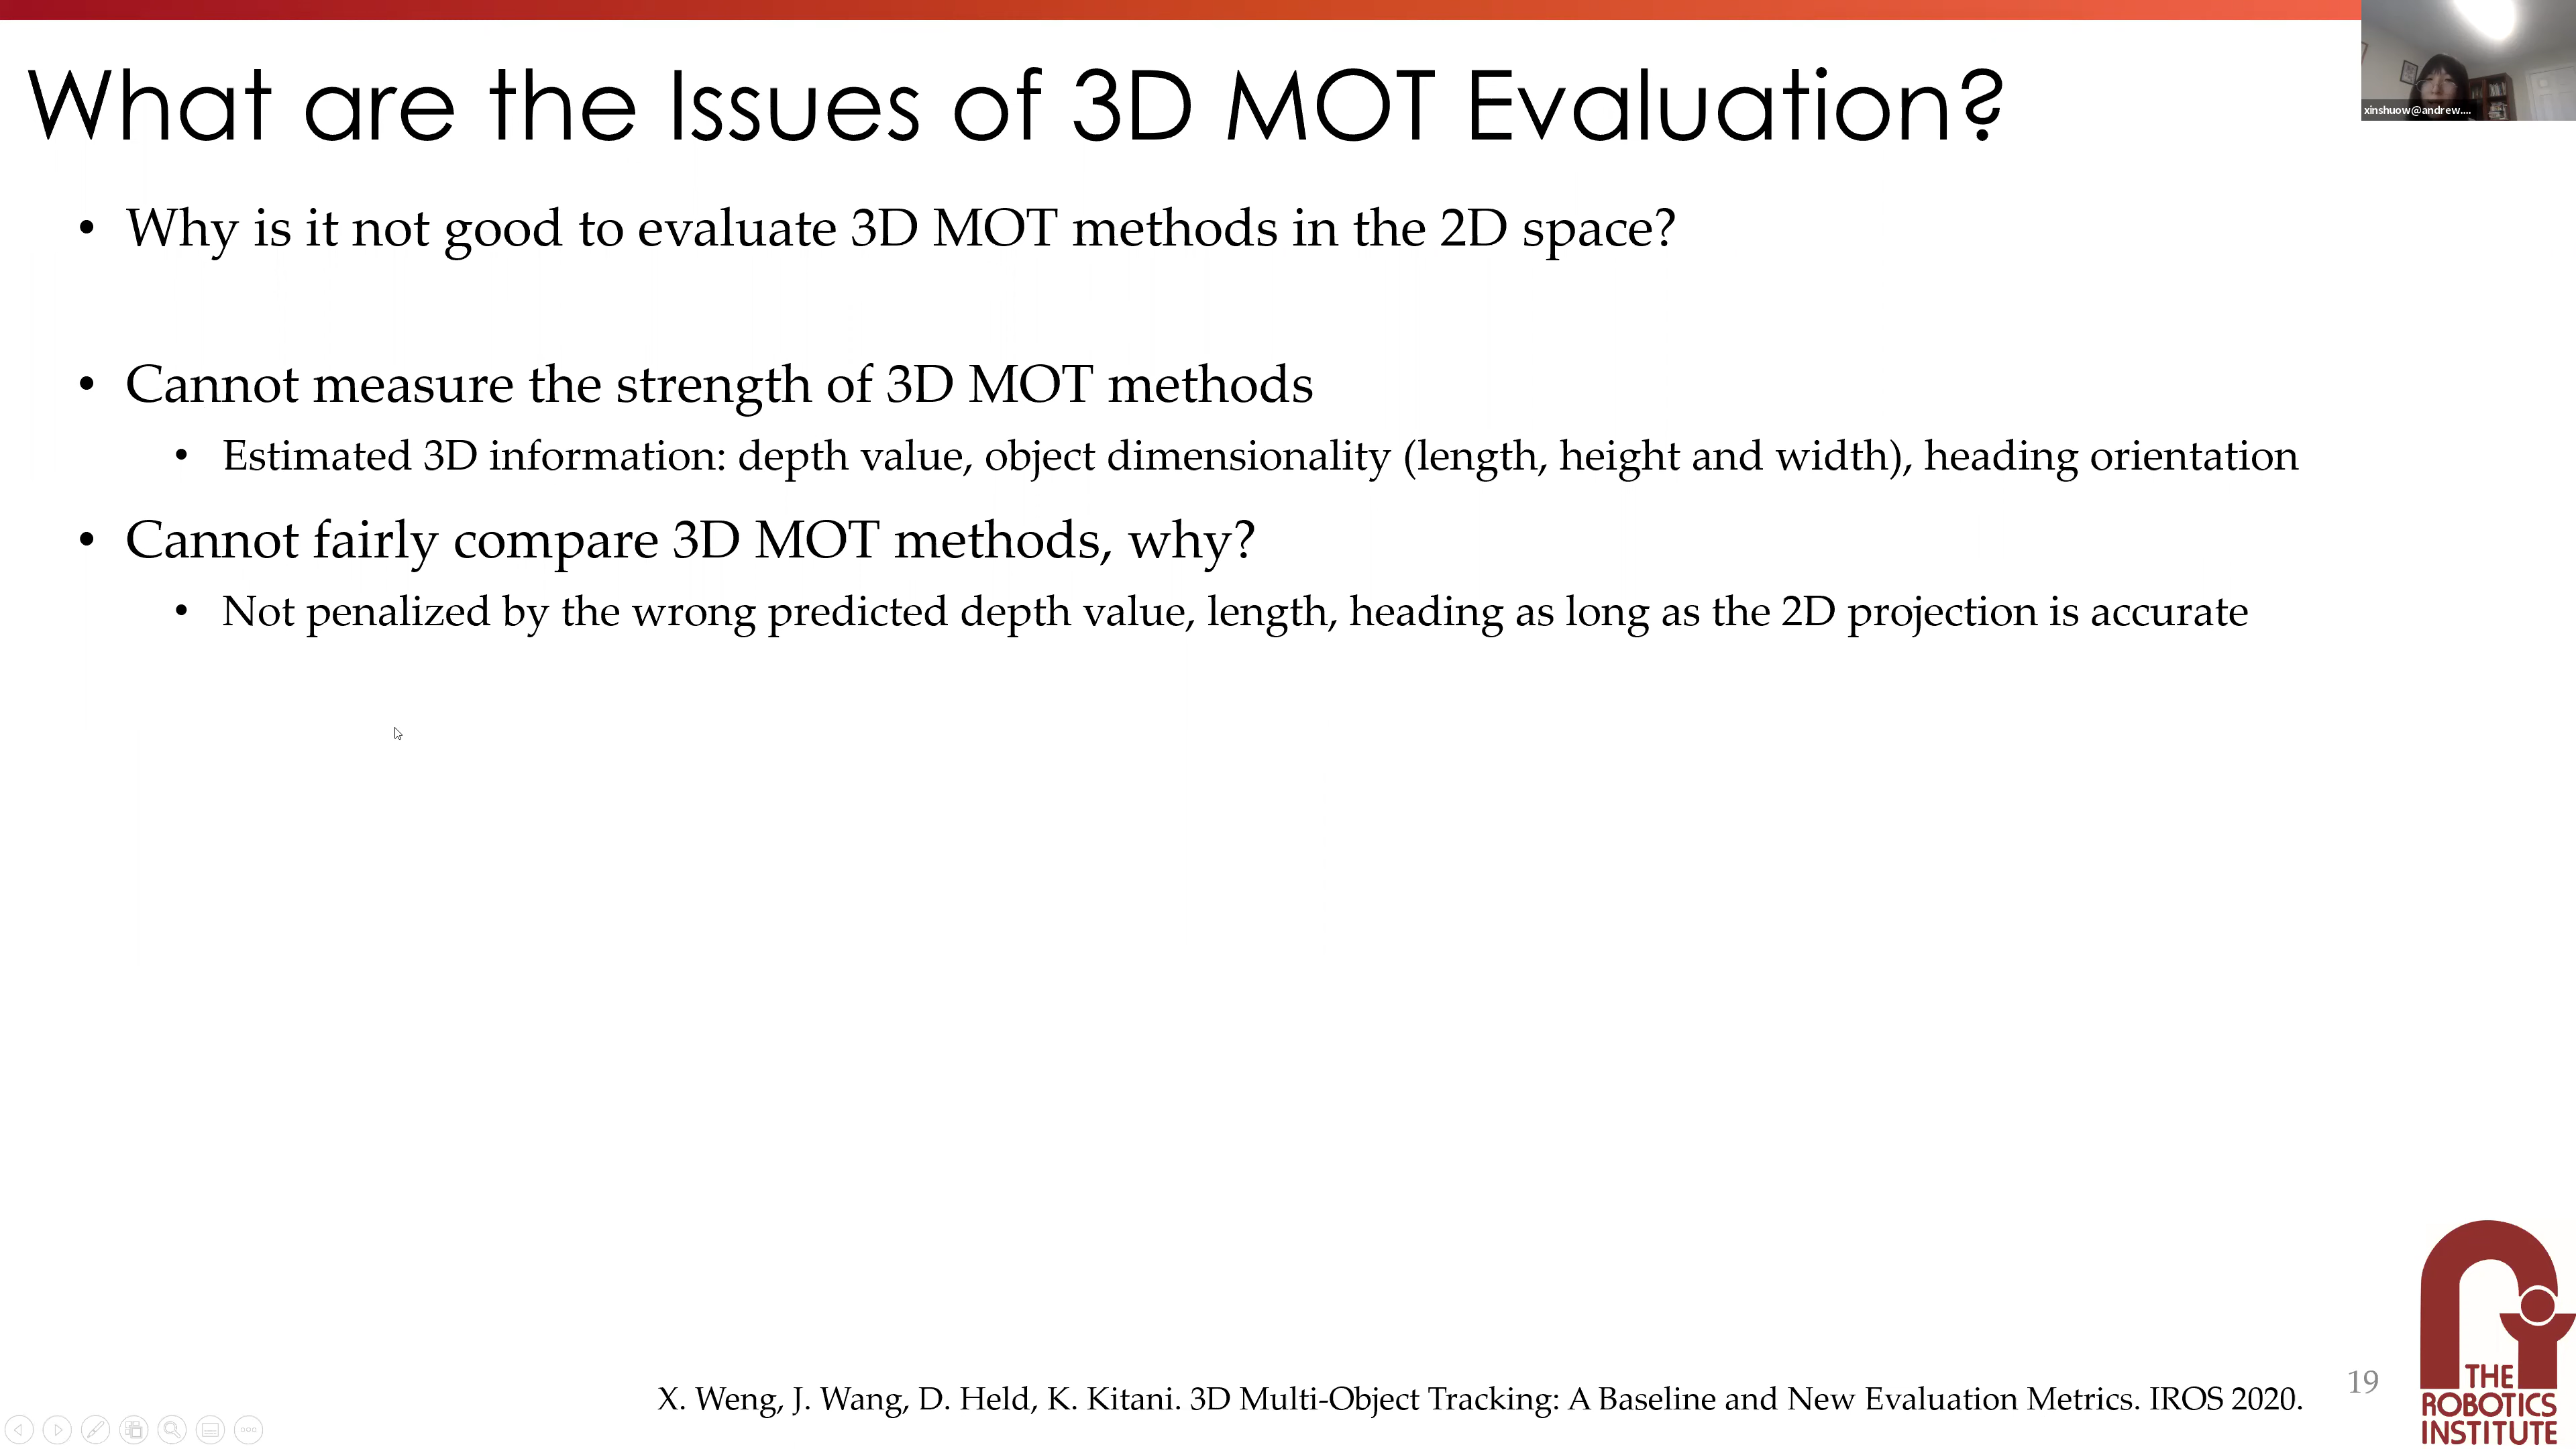 What are the Issues of 3D MOT Evaluation?
xinshuow@andrew....
• Why is it not good to evaluate 3D MOT methods in the 2D space?
• Cannot measure the strength of 3D MOT methods
• Estimated 3D information: depth value, object dimensionality (length, height and width), heading orientation
• Cannot fairly compare 3D MOT methods, why?
• Not penalized by the wrong predicted depth value, length, heading as long as the 2D projection is accurate
X. Weng, J. Wang, D. Held, K. Kitani. 3D Multi-Object Tracking: A Baseline and New Evaluation Metrics. IROS 2020.
19
THE
ROBOTICS
INSTITUTE